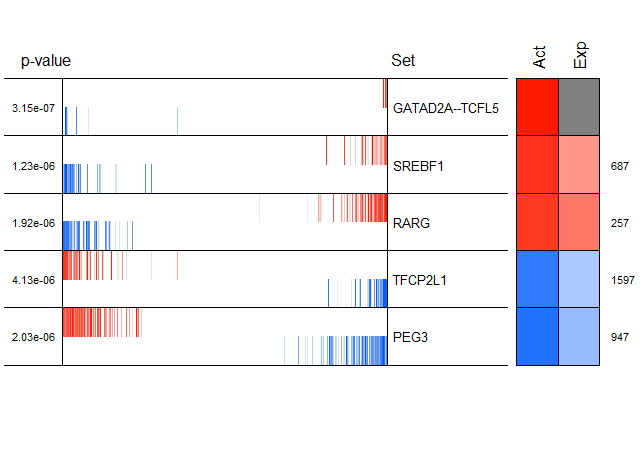 p-value Set Act Exp
3.15e-07 GATAD2A--TCFL5
1.23e-06 SREBF1 687
1.92e-06 RARG 257
4.13e-06 TFCP2L1 1597
2.03e-06 PEG3 947